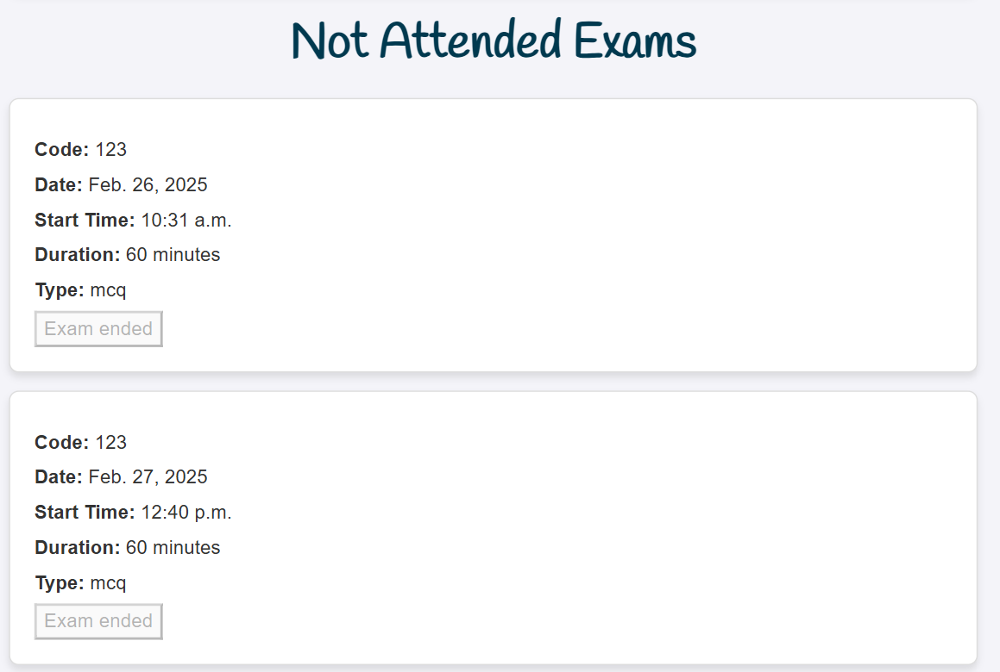 Not Attended Exams
Code: 123
Date: Feb. 26, 2025
Start Time: 10:31 a.m.
Duration: 60 minutes
Type: mcq
Exam ended
Code: 123
Date: Feb. 27, 2025
Start Time: 12:40 p.m.
Duration: 60 minutes
Type: mcq
Exam ended